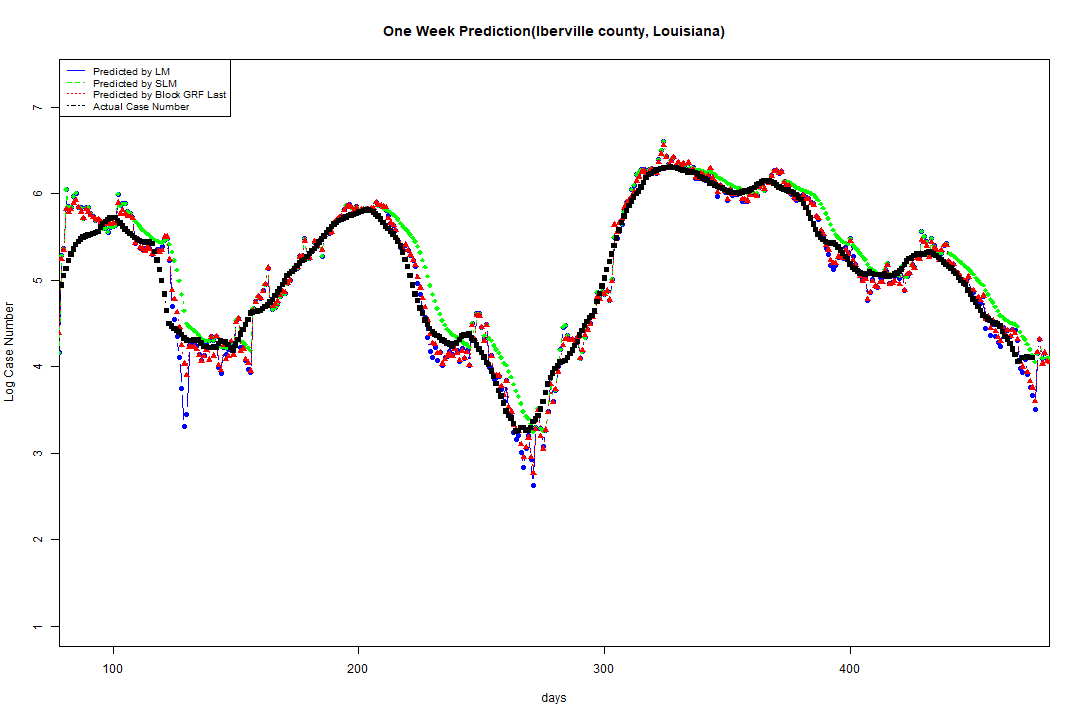 One Week Prediction(Iberville county, Louisiana)
Predicted by LM
Predicted by SLM
Predicted by Block GRF Last
Actual Case Number
7
6
5
4
3
2
1
Log Case Number
100 200 300 400
days